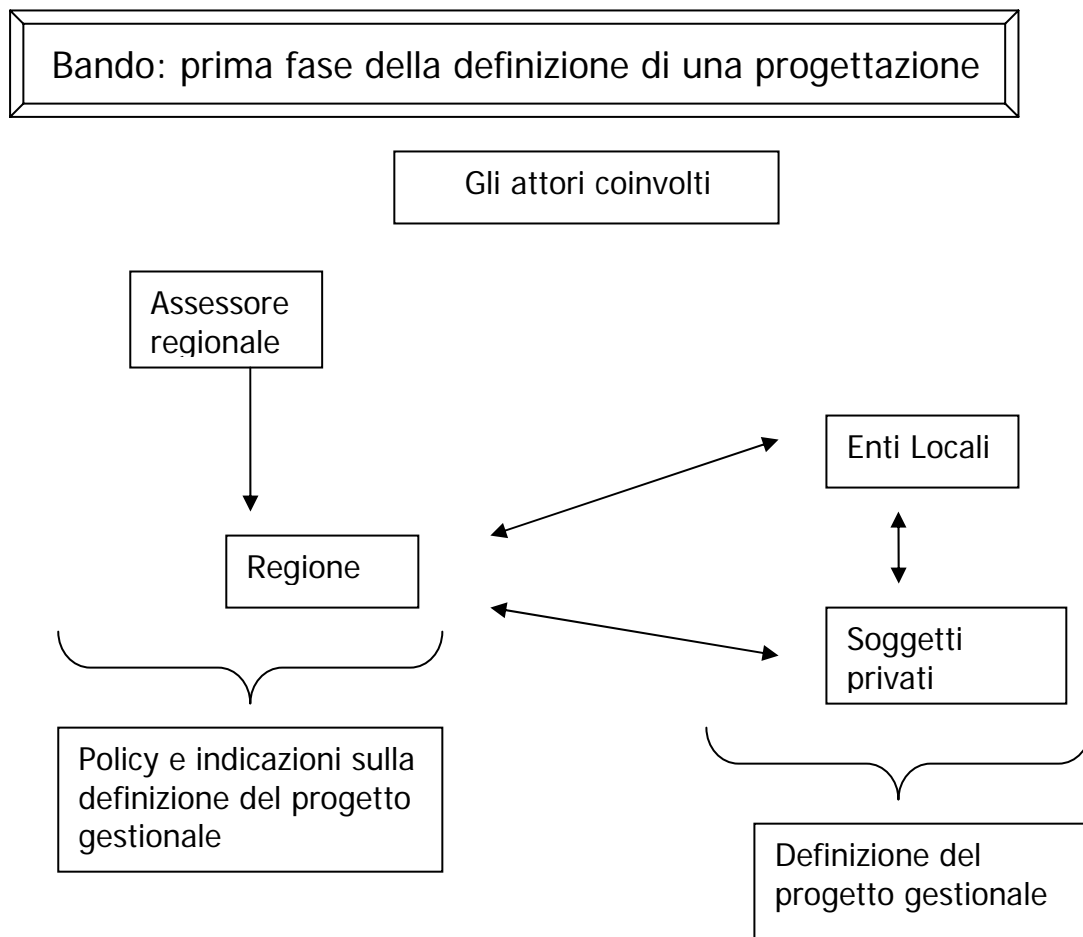 Bando: prima fase della definizione di una progettazione
Gli attori coinvolti
Assessore
regionale
Enti Locali
Regione
Soggetti
privati
Policy e indicazioni sulla
definizione del progetto
gestionale
Definizione del
progetto gestionale